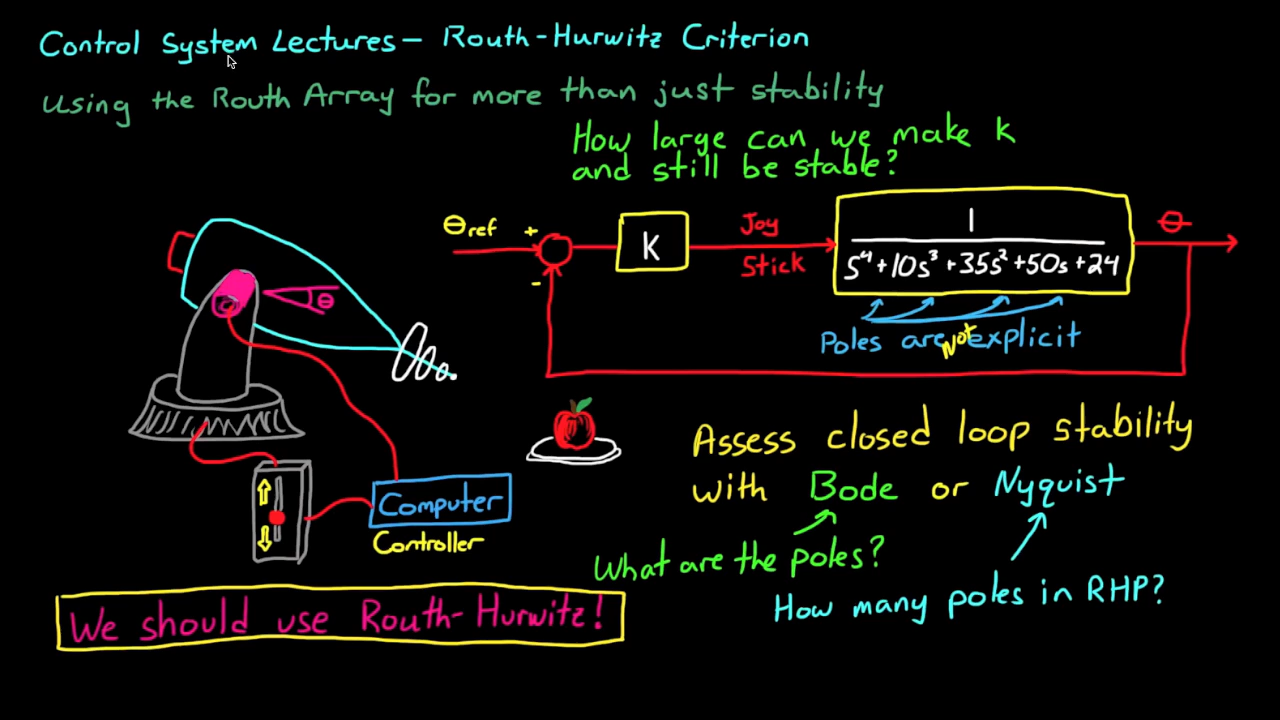 Control System Lectures – Routh-Hurwitz Criterion
Using the Routh Array for more than just stability
How large can we make k
and still be stable?
θref + - K Joy Stick
1
s⁴+10s³+35s²+50s+24
θ
θ
Poles are Not explicit
Assess closed loop stability
with Bode or Nyquist
Computer
Controller
What are the poles?
How many poles in RHP?
We should use Routh-Hurwitz!